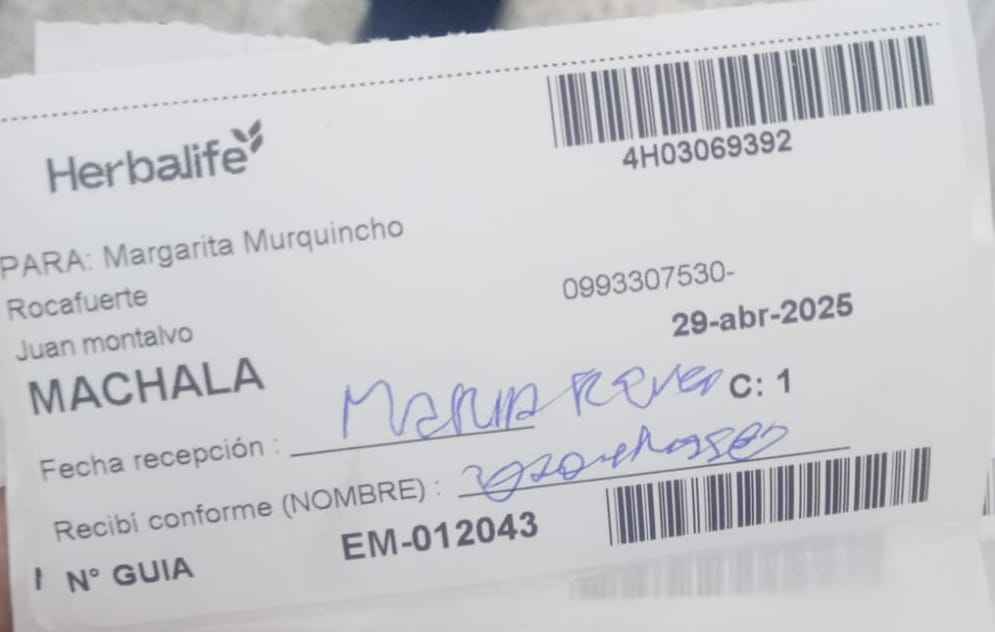 4H03069392
Herbalife
PARA: Margarita Murquincho
Rocafuerte
0993307530-
Juan montalvo
29-abr-2025
MACHALA
C: 1
Fecha recepción : MARIA
Recibí conforme (NOMBRE) :
N° GUIA EM-012043